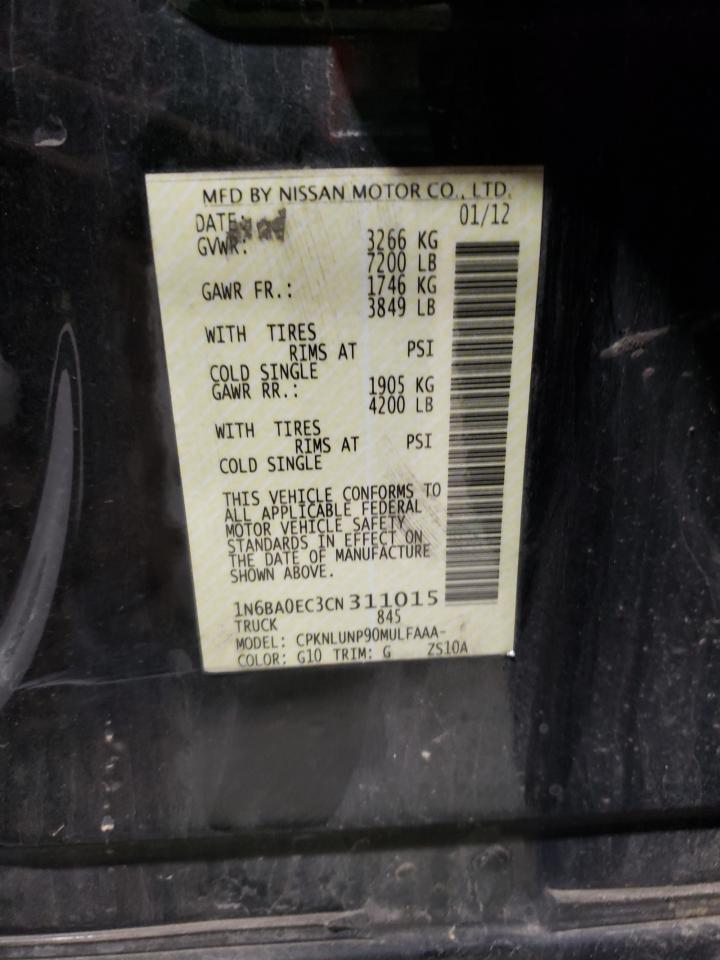 MFD BY NISSAN MOTOR CO., LTD.
DATE: 01/12
GVWR: 3266 KG
7200 LB
GAWR FR.: 1746 KG
3849 LB
WITH TIRES
RIMS AT PSI
COLD SINGLE
GAWR RR.: 1905 KG
4200 LB
WITH TIRES
RIMS AT PSI
COLD SINGLE
THIS VEHICLE CONFORMS TO
ALL APPLICABLE FEDERAL
MOTOR VEHICLE SAFETY
STANDARDS IN EFFECT ON
THE DATE OF MANUFACTURE
SHOWN ABOVE.
1N6BA0EC3CN311015
TRUCK 845
MODEL: CPKNLUNP90MULFAAA-
COLOR: G10 TRIM: G ZS10A